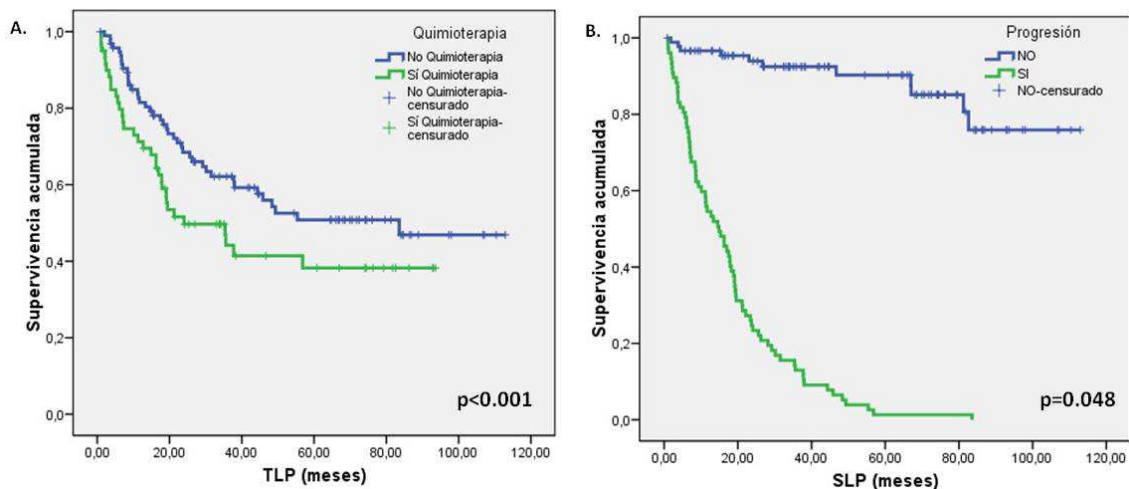 A.
Quimioterapia
No Quimioterapia
Sí Quimioterapia
No Quimioterapia-
censurado
Sí Quimioterapia-
censurado
Supervivencia acumulada
1,0
0,8
0,6
0,4
0,2
0,0
p<0.001
0,00 20,00 40,00 60,00 80,00 100,00 120,00
TLP (meses)
B.
Progresión
NO
SI
NO-censurado
Supervivencia acumulada
1,0
0,8
0,6
0,4
0,2
0,0
p=0.048
0,00 20,00 40,00 60,00 80,00 100,00 120,00
SLP (meses)